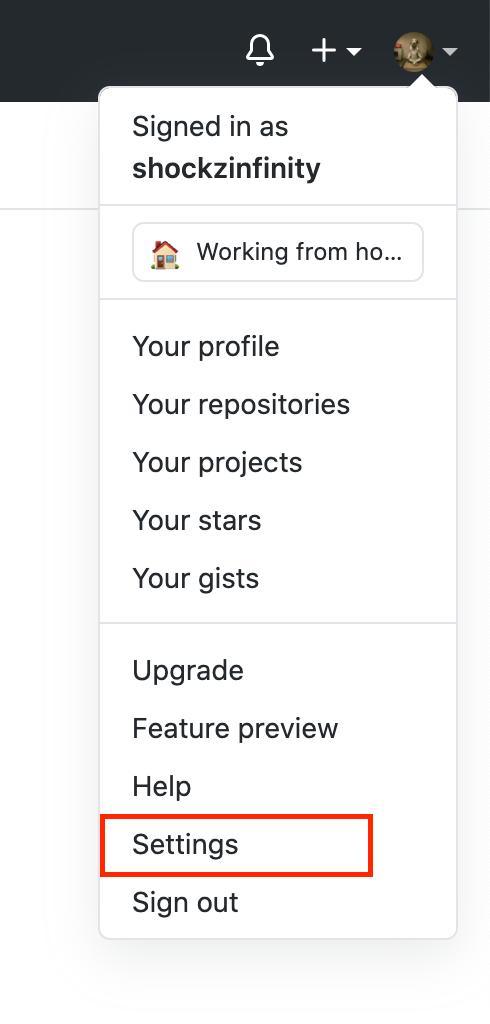 Signed in as
shockzinfinity
Working from ho...
Your profile
Your repositories
Your projects
Your stars
Your gists
Upgrade
Feature preview
Help
Settings
Sign out